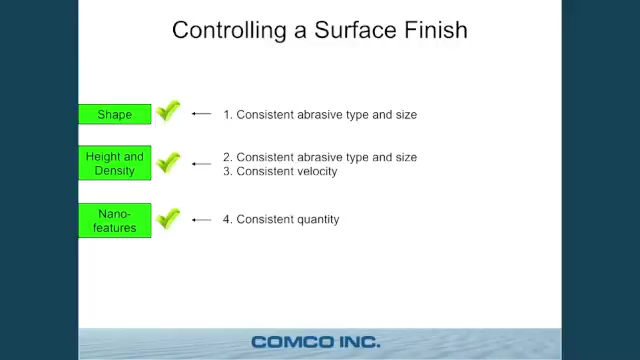 Controlling a Surface Finish
Shape
1. Consistent abrasive type and size
Height and
Density
2. Consistent abrasive type and size
3. Consistent velocity
Nano-
features
4. Consistent quantity
COMCO INC.